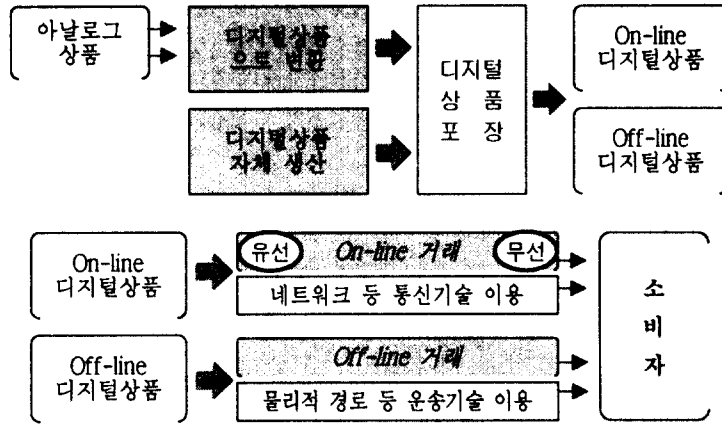 아날로그
상품
디지털상품
으로 변환
디지털상품
자체 생산
디지털
상 품
포 장
On-line
디지털상품
Off-line
디지털상품
On-line
디지털상품
유선 On-line 거래 무선
네트워크 등 통신기술 이용
Off-line
디지털상품
Off-line 거래
물리적 경로 등 운송기술 이용
소
비
자